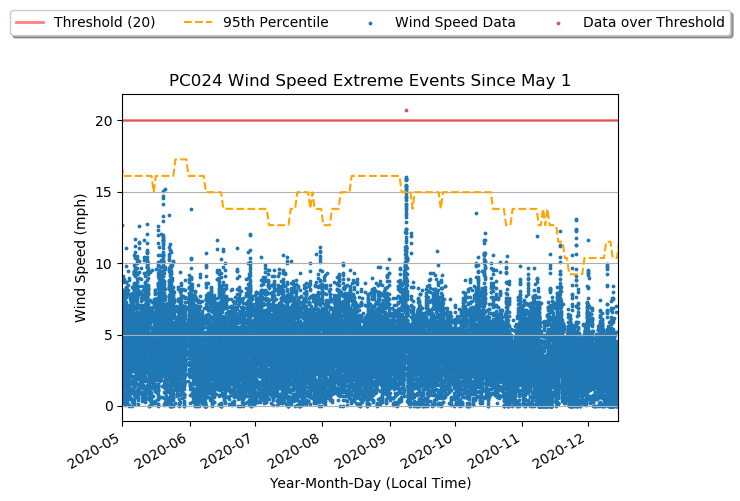 Threshold (20) 95th Percentile Wind Speed Data Data over Threshold
PC024 Wind Speed Extreme Events Since May 1
20
15
10
5
0
Wind Speed (mph)
2020-05 2020-06 2020-07 2020-08 2020-09 2020-10 2020-11 2020-12
Year-Month-Day (Local Time)